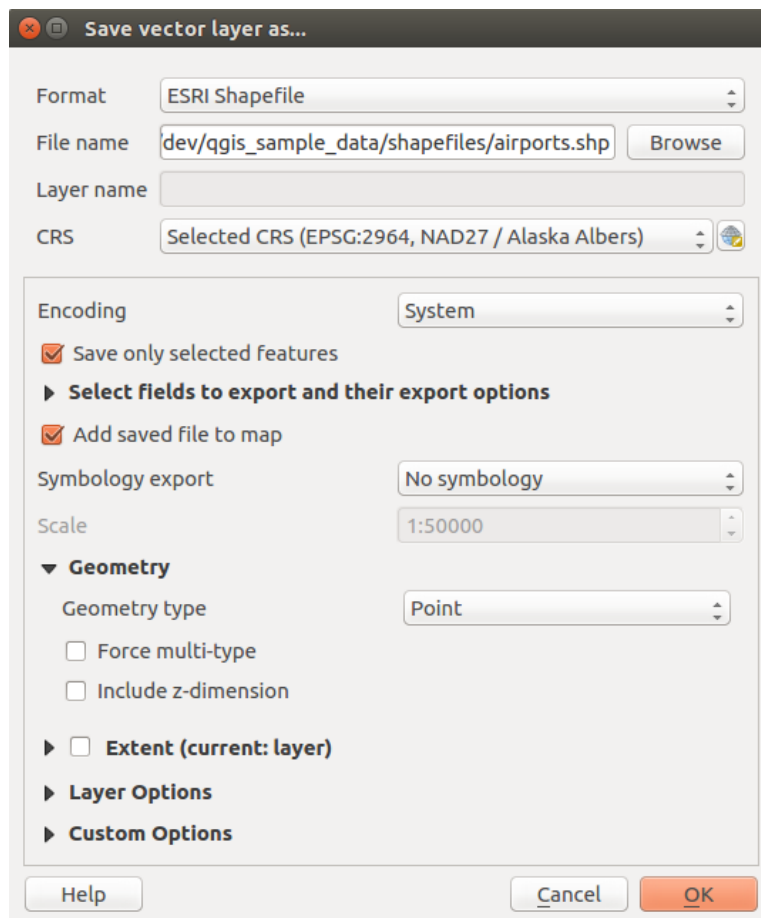 Save vector layer as...
Format ESRI Shapefile
File name /dev/qgis_sample_data/shapefiles/airports.shp Browse
Layer name
CRS Selected CRS (EPSG:2964, NAD27 / Alaska Albers)
Encoding System
Save only selected features
Select fields to export and their export options
Add saved file to map
Symbology export No symbology
Scale 1:50000
Geometry
Geometry type Point
Force multi-type
Include z-dimension
Extent (current: layer)
Layer Options
Custom Options
Help Cancel OK